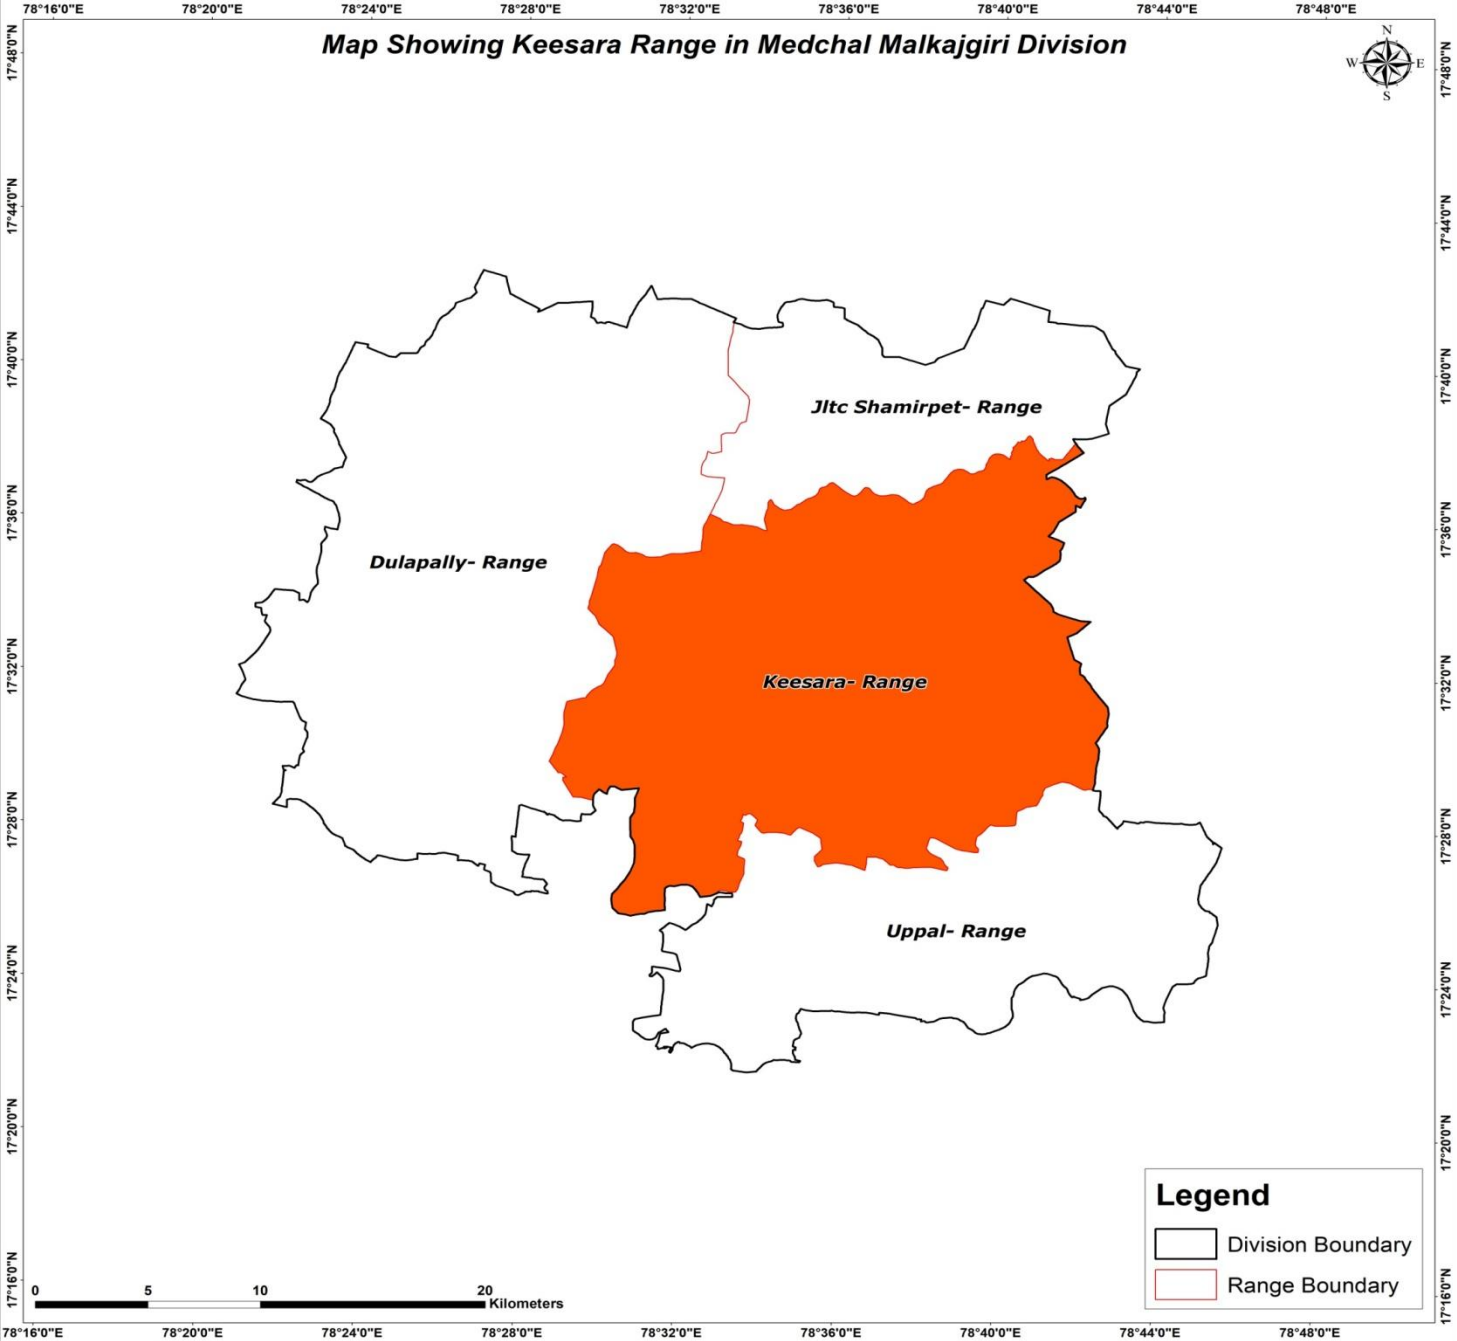 78°16'0"E 78°20'0"E 78°24'0"E 78°28'0"E 78°32'0"E 78°36'0"E 78°40'0"E 78°44'0"E 78°48'0"E
Map Showing Keesara Range in Medchal Malkajgiri Division
N
W E
S
17°48'0"N 17°48'0"N
17°44'0"N 17°44'0"N
17°40'0"N 17°40'0"N
Jltc Shamirpet- Range
17°36'0"N 17°36'0"N
Dulapally- Range
17°32'0"N 17°32'0"N
Keesara- Range
17°28'0"N 17°28'0"N
Uppal- Range
17°24'0"N 17°24'0"N
17°20'0"N 17°20'0"N
Legend
Division Boundary
Range Boundary
17°16'0"N 17°16'0"N
0 5 10 20
Kilometers
78°16'0"E 78°20'0"E 78°24'0"E 78°28'0"E 78°32'0"E 78°36'0"E 78°40'0"E 78°44'0"E 78°48'0"E